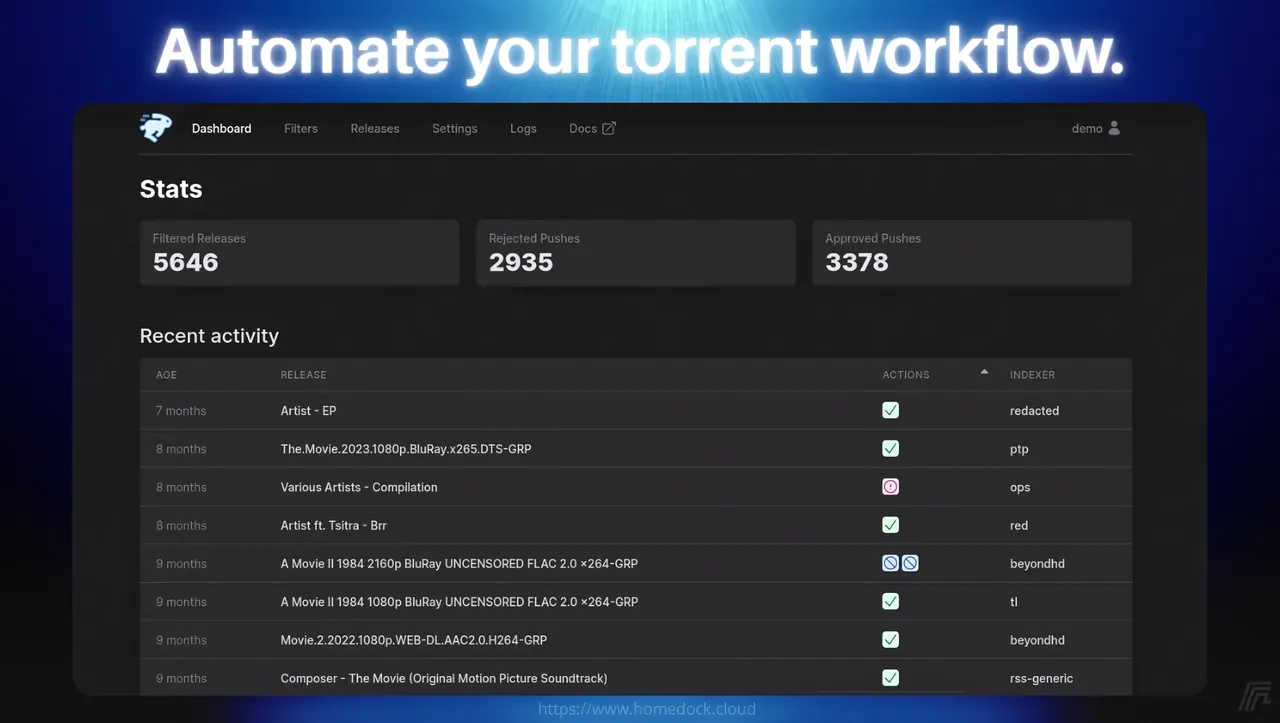 Automate your torrent workflow.
Dashboard Filters Releases Settings Logs Docs demo
Stats
Filtered Releases Rejected Pushes Approved Pushes
5646 2935 3378
Recent activity
AGE RELEASE ACTIONS INDEXER
7 months Artist - EP redacted
8 months The.Movie.2023.1080p.BluRay.x265.DTS-GRP ptp
8 months Various Artists - Compilation ops
8 months Artist ft. Tsitra - Brr red
9 months A Movie II 1984 2160p BluRay UNCENSORED FLAC 2.0 x264-GRP beyondhd
9 months A Movie II 1984 1080p BluRay UNCENSORED FLAC 2.0 x264-GRP tl
9 months Movie.2.2022.1080p.WEB-DL.AAC2.0.H264-GRP beyondhd
9 months Composer - The Movie (Original Motion Picture Soundtrack) rss-generic
https://www.homedock.cloud